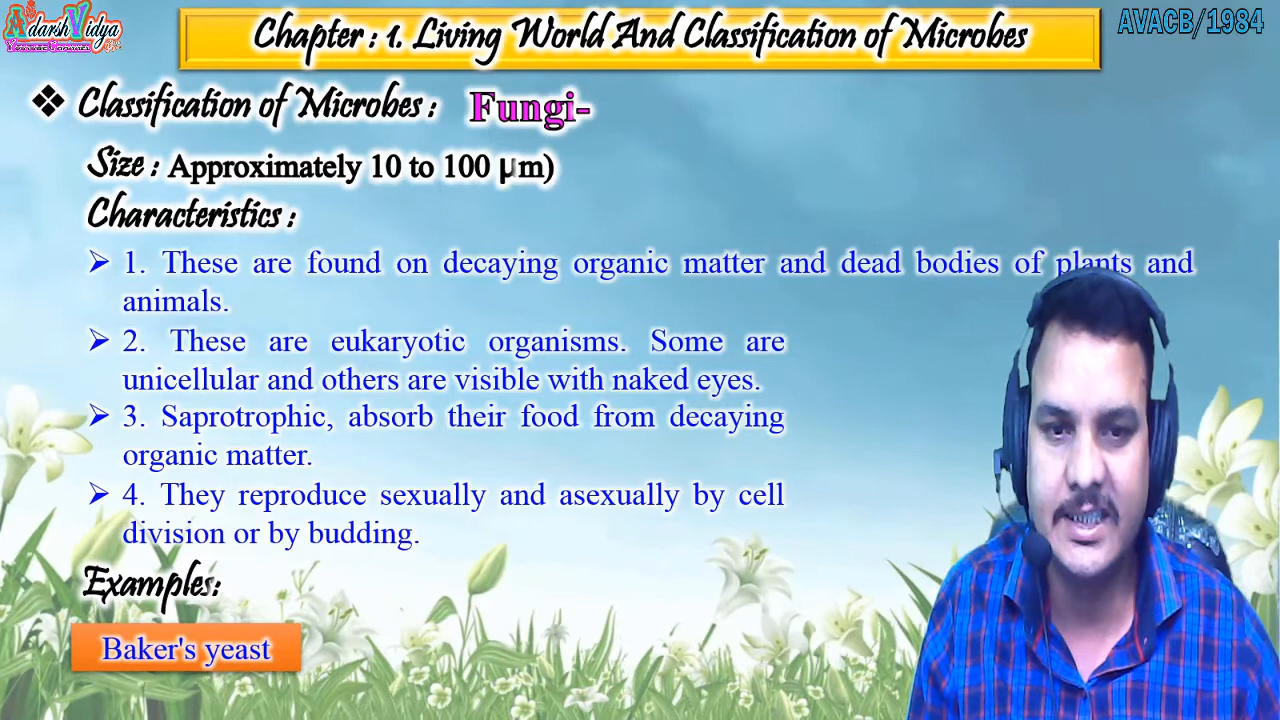 Adarsh Vidya
AVACB/1984
Chapter : 1. Living World And Classification of Microbes
❖ Classification of Microbes : Fungi-
Size : Approximately 10 to 100 μm)
Characteristics :
➢ 1. These are found on decaying organic matter and dead bodies of plants and
animals.
➢ 2. These are eukaryotic organisms. Some are
unicellular and others are visible with naked eyes.
➢ 3. Saprotrophic, absorb their food from decaying
organic matter.
➢ 4. They reproduce sexually and asexually by cell
division or by budding.
Examples:
Baker's yeast